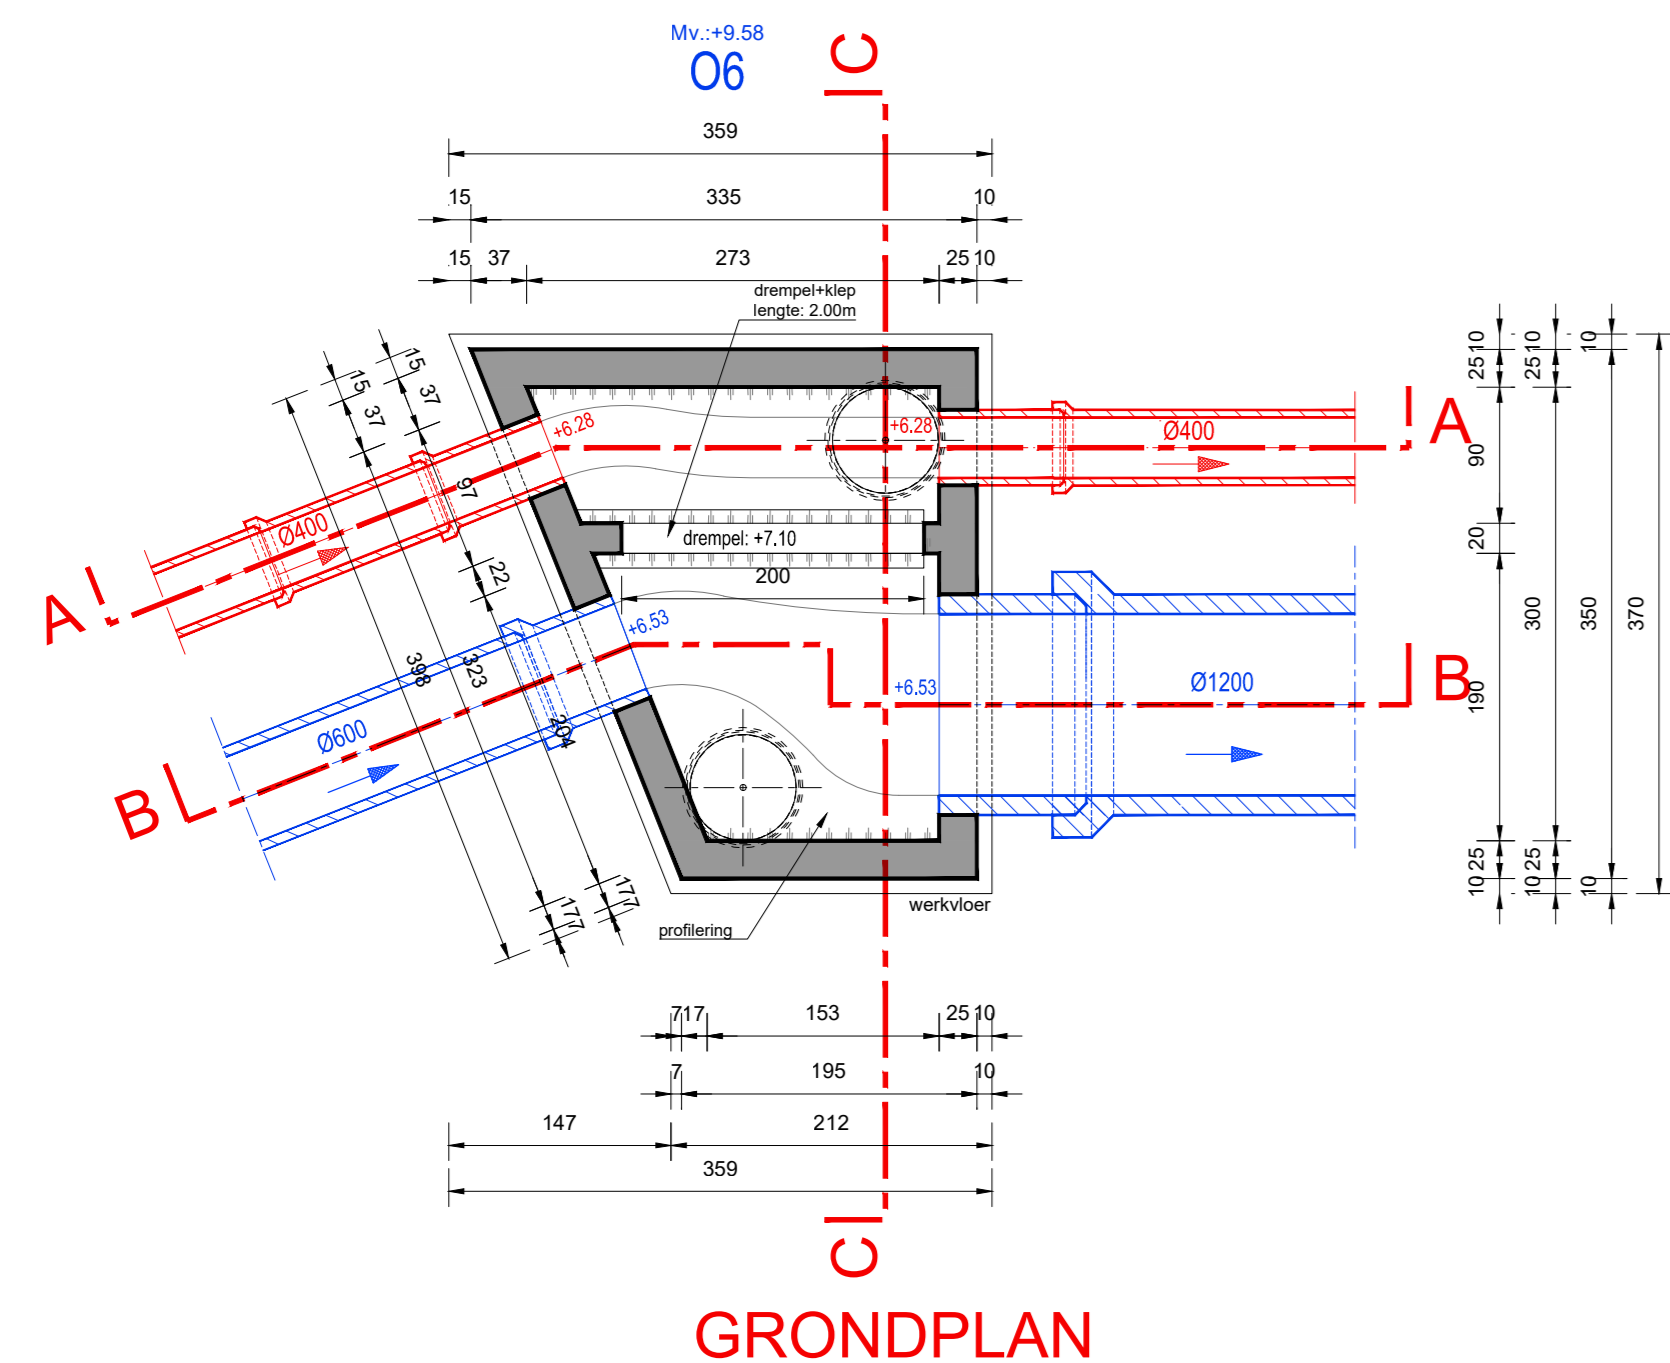 Mv.:+9.58
O6
C
359
15
335
10
15
37
273
25
10
drempel+klep
lengte: 2.00m
15
37
15
37
97
22
398
323
204
177
177
+6.28
+6.28
Ø400
Ø400
A
A
drempel: +7.10
200
+6.53
+6.53
Ø600
Ø1200
B
B
10
25
90
20
190
25
10
10
25
300
25
10
10
350
10
370
werkvloer
profilering
7
17
153
25
10
7
195
10
147
212
359
C
GRONDPLAN